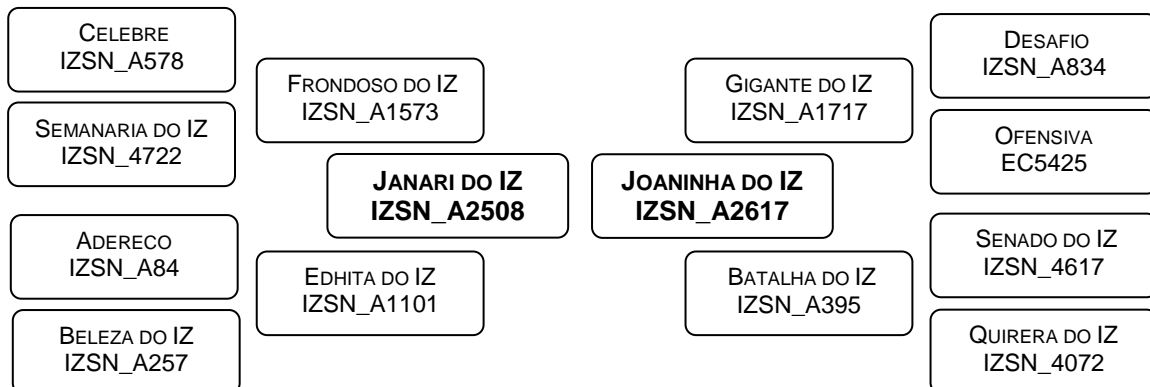 CELEBRE
IZSN_A578
SEMANARIA DO IZ
IZSN_4722
FRONDOSO DO IZ
IZSN_A1573
JANARI DO IZ
IZSN_A2508
ADERECO
IZSN_A84
BELEZA DO IZ
IZSN_A257
EDHITA DO IZ
IZSN_A1101
GIGANTE DO IZ
IZSN_A1717
JOANINHA DO IZ
IZSN_A2617
BATALHA DO IZ
IZSN_A395
DESAFIO
IZSN_A834
OFENSIVA
EC5425
SENADO DO IZ
IZSN_4617
QUIRERA DO IZ
IZSN_4072